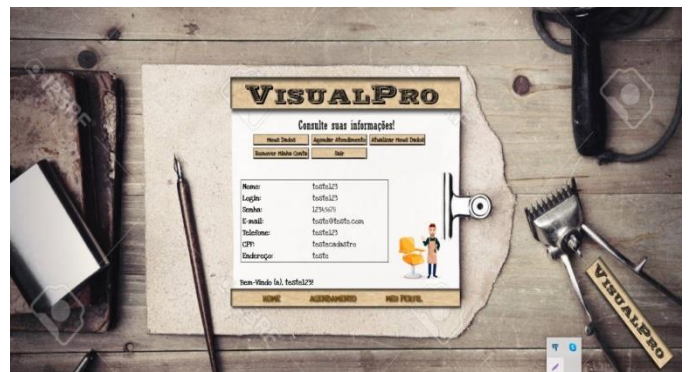 VISUALPRO
Consulte suas informações!
Meus Dados Agendar Atendimento Atualizar Meus Dados
Remover Minha Conta Sair
Nome: teste123
Login: teste123
Senha: 12345678
E-mail: teste@teste.com
Telefone: teste123
CPF: testecadastro
Endereço: teste
Bem-Vindo (a), teste123!
HOME AGENDAMENTO MEU PERFIL
VISUALPRO